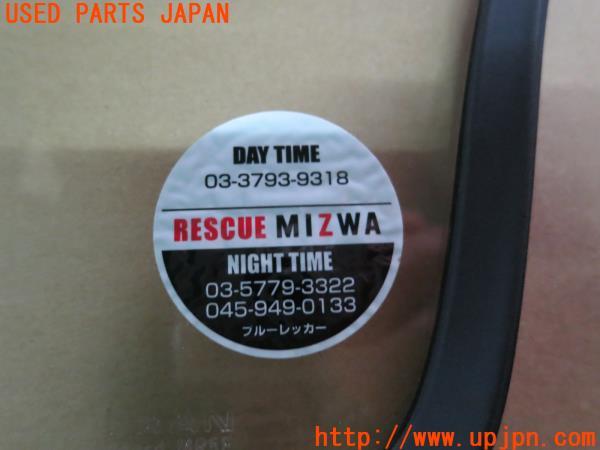 USED PARTS JAPAN
DAY TIME
03-3793-9318
RESCUE MIZWA
NIGHT TIME
03-5779-3322
045-949-0133
ブルーレッカー
http://www.upjpn.com